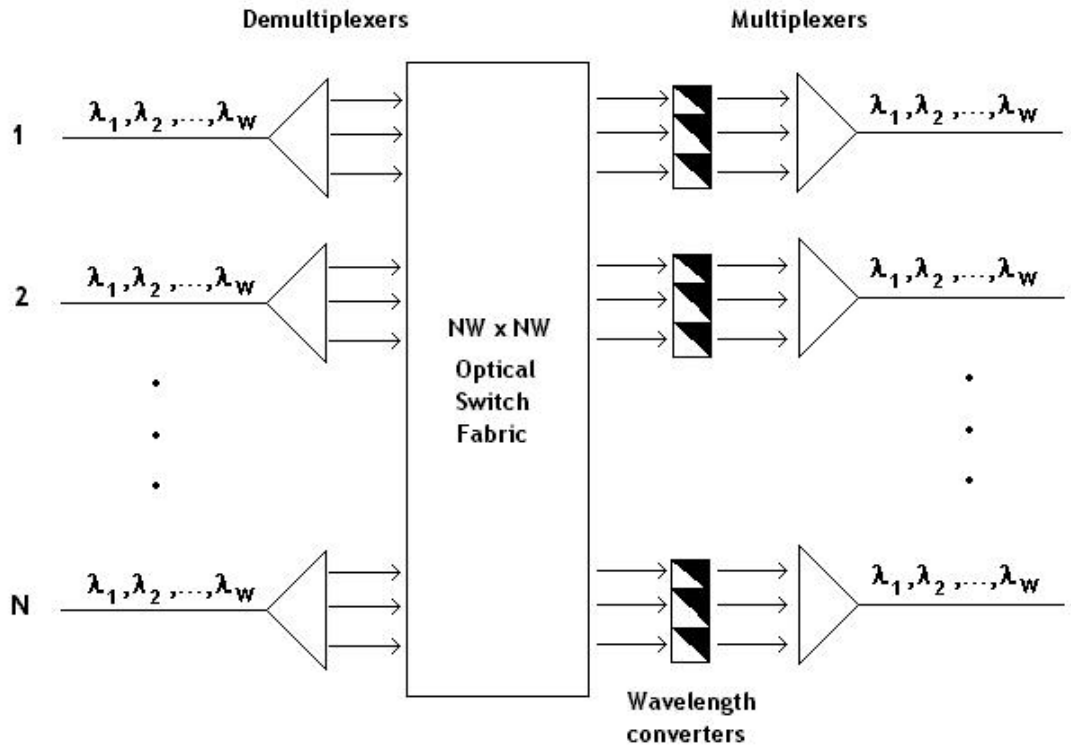 Demultiplexers Multiplexers
1 λ1,λ2,...,λW λ1,λ2,...,λW
2 λ1,λ2,...,λW λ1,λ2,...,λW
NW x NW
Optical
Switch
Fabric
N λ1,λ2,...,λW λ1,λ2,...,λW
Wavelength
converters